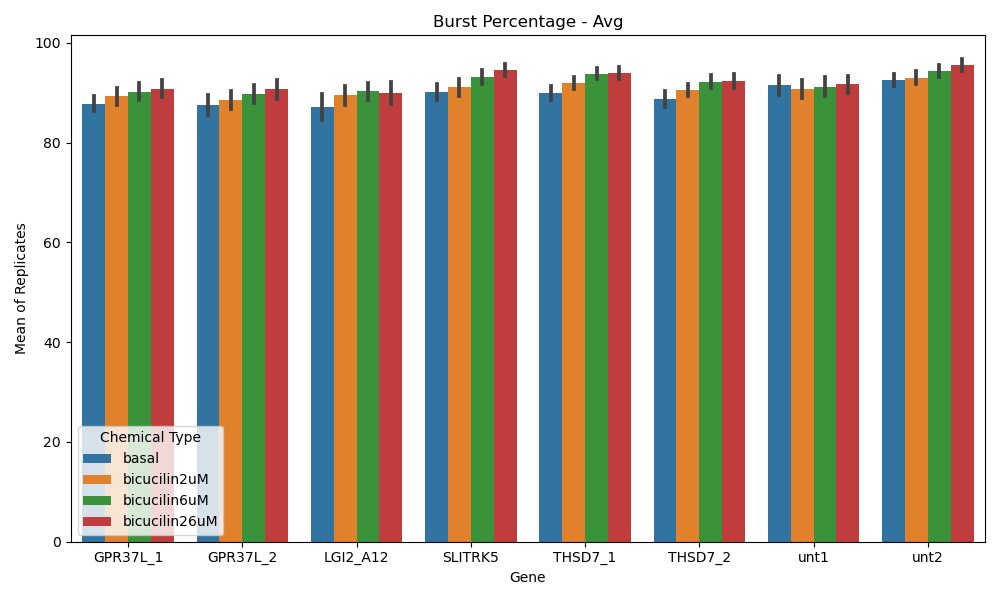 Burst Percentage - Avg
100
80
60
40
20
0
Mean of Replicates
Chemical Type
basal
bicucilin2uM
bicucilin6uM
bicucilin26uM
GPR37L_1 GPR37L_2 LGI2_A12 SLITRK5 THSD7_1 THSD7_2 unt1 unt2
Gene